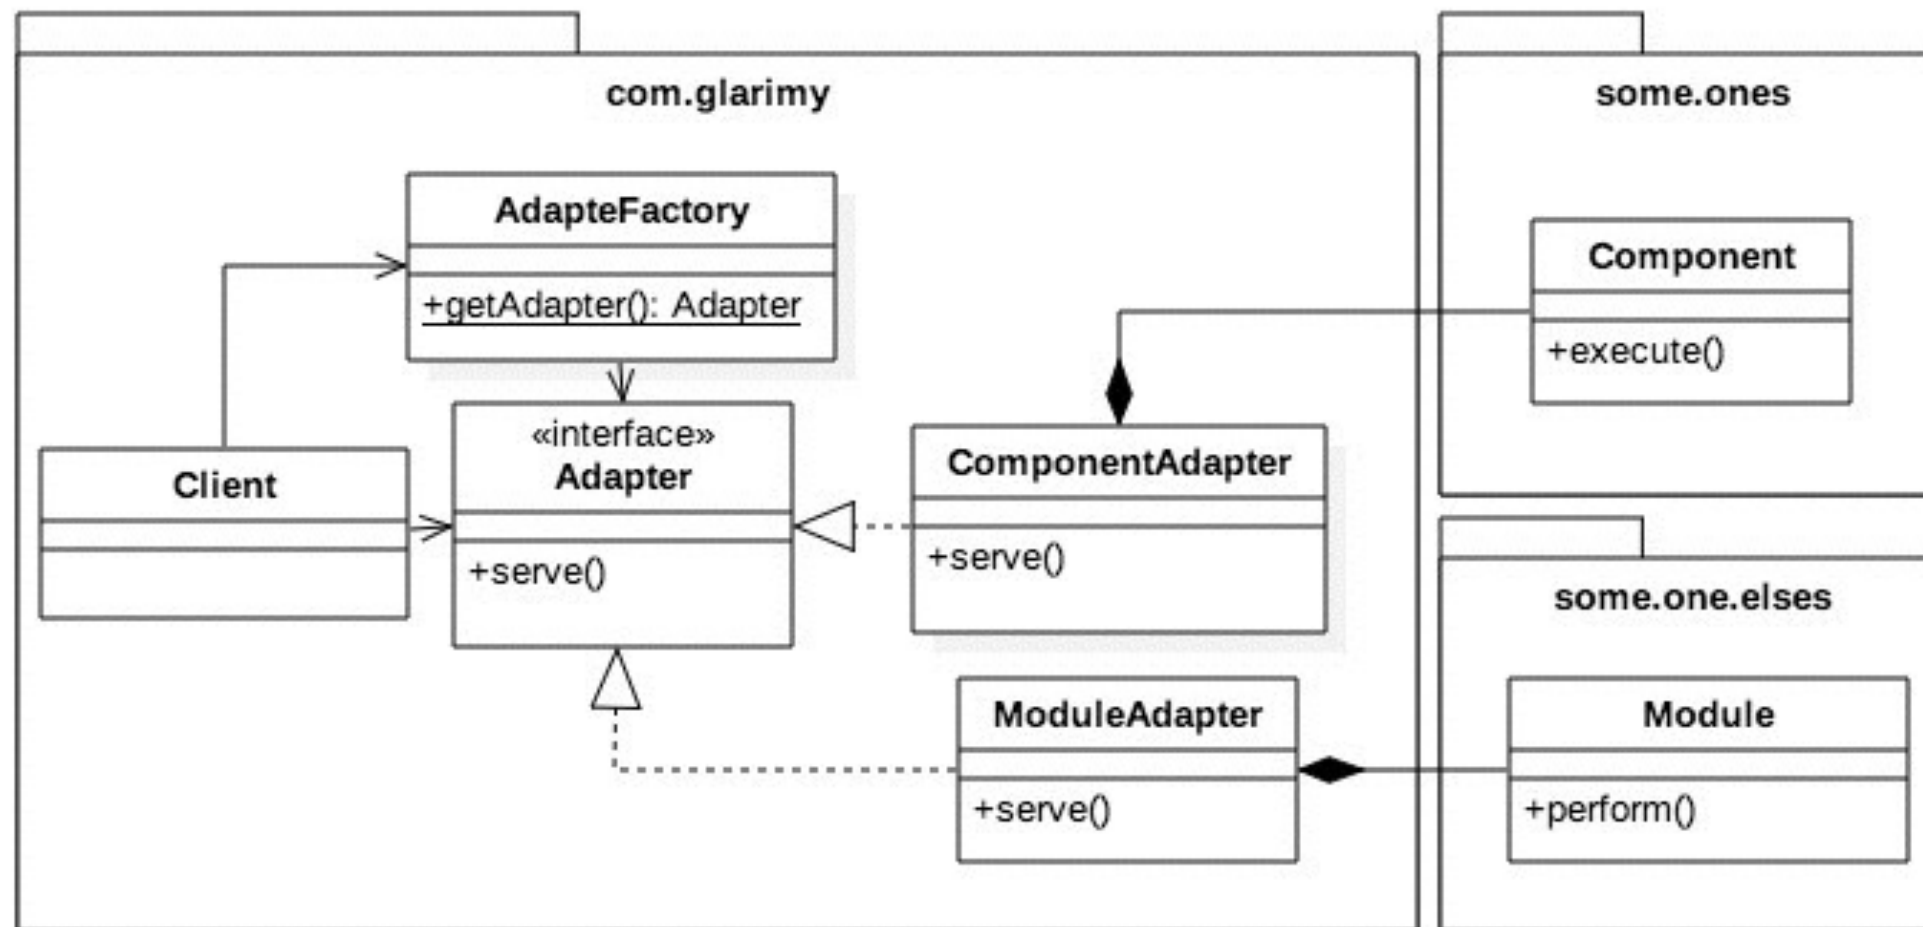 com.glarimy
AdapteFactory
+getAdapter(): Adapter
Client
«interface»
Adapter
+serve()
ComponentAdapter
+serve()
ModuleAdapter
+serve()
some.ones
Component
+execute()
some.one.elses
Module
+perform()